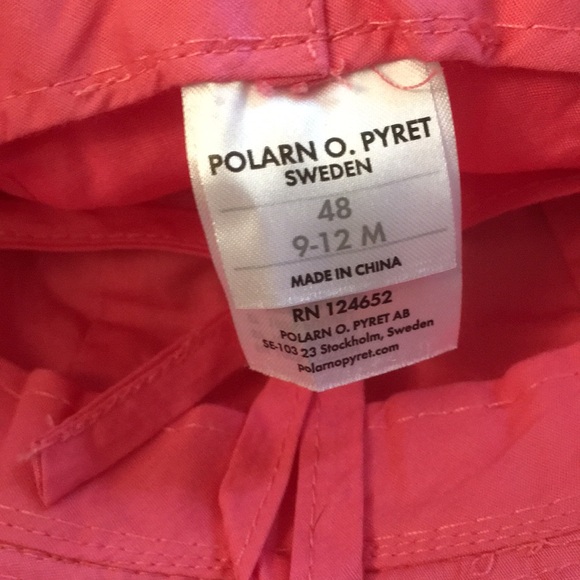 POLARN O. PYRET
SWEDEN
48
9-12 M
MADE IN CHINA
RN 124652
POLARN O. PYRET AB
SE-103 23 Stockholm, Sweden
polarnopyret.com